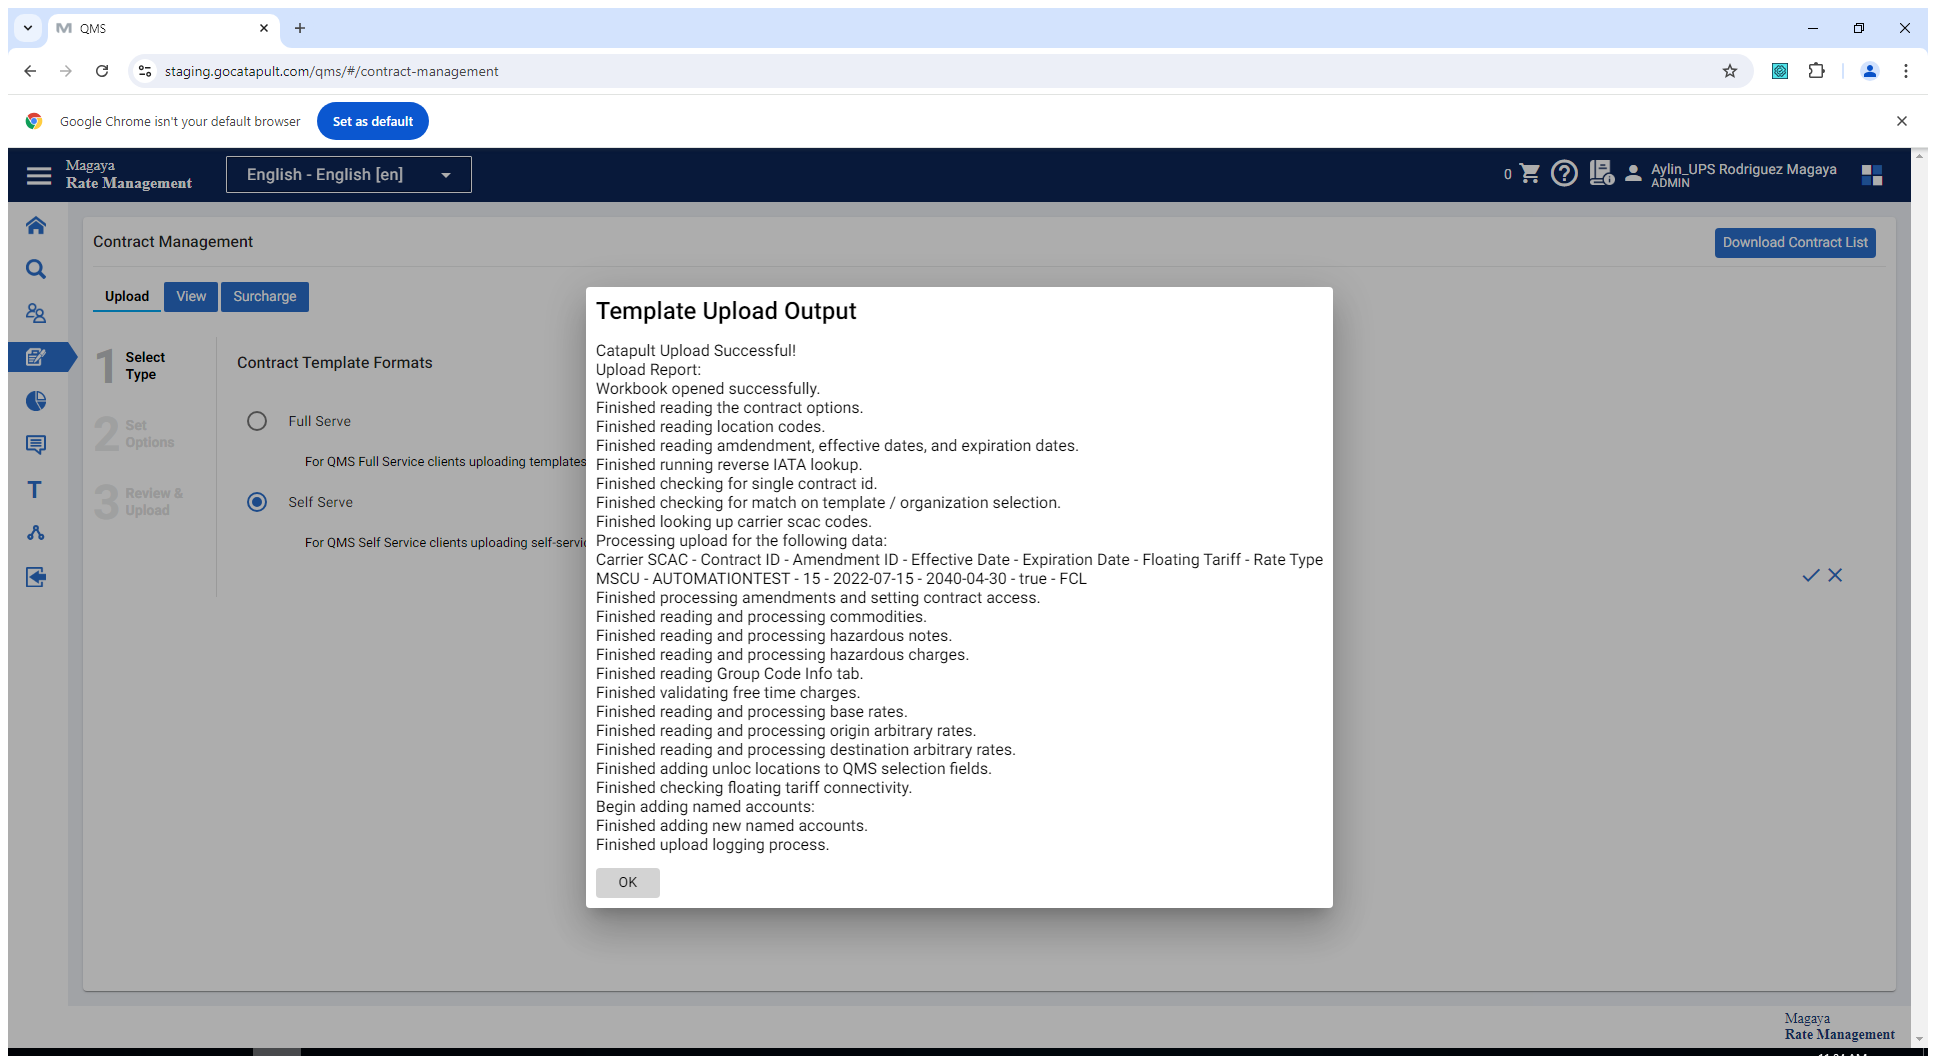 QMS
staging.gocatapult.com/qms/#/contract-management
Google Chrome isn't your default browser
Set as default
Magaya
Rate Management
English - English [en]
0
Aylin_UPS Rodriguez Magaya
ADMIN
Contract Management
Download Contract List
Upload
View
Surcharge
1
Select
Type
2
Set
Options
3
Review &
Upload
Contract Template Formats
Full Serve
For QMS Full Service clients uploading templates
Self Serve
For QMS Self Service clients uploading self-servi
Template Upload Output
Catapult Upload Successful!
Upload Report:
Workbook opened successfully.
Finished reading the contract options.
Finished reading location codes.
Finished reading amdendment, effective dates, and expiration dates.
Finished running reverse IATA lookup.
Finished checking for single contract id.
Finished checking for match on template / organization selection.
Finished looking up carrier scac codes.
Processing upload for the following data:
Carrier SCAC - Contract ID - Amendment ID - Effective Date - Expiration Date - Floating Tariff - Rate Type
MSCU - AUTOMATIONTEST - 15 - 2022-07-15 - 2040-04-30 - true - FCL
Finished processing amendments and setting contract access.
Finished reading and processing commodities.
Finished reading and processing hazardous notes.
Finished reading and processing hazardous charges.
Finished reading Group Code Info tab.
Finished validating free time charges.
Finished reading and processing base rates.
Finished reading and processing origin arbitrary rates.
Finished reading and processing destination arbitrary rates.
Finished adding unloc locations to QMS selection fields.
Finished checking floating tariff connectivity.
Begin adding named accounts:
Finished adding new named accounts.
Finished upload logging process.
OK
Magaya
Rate Management